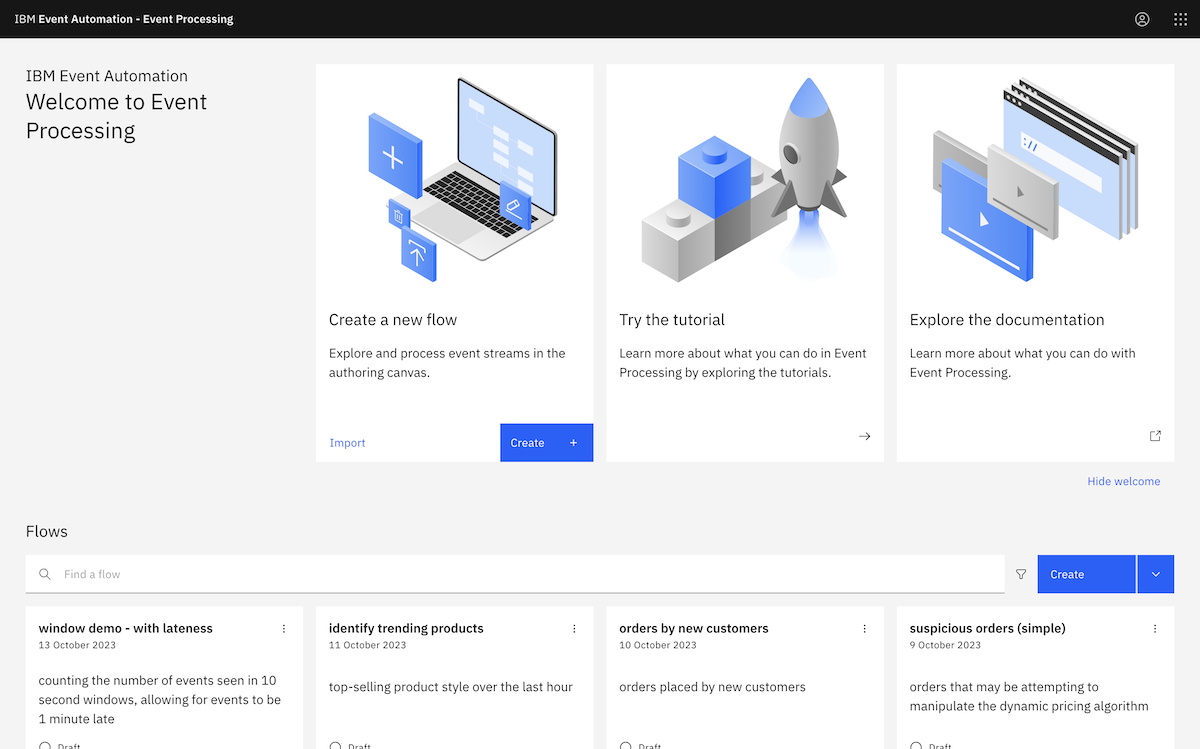 IBM Event Automation - Event Processing
IBM Event Automation
Welcome to Event
Processing
Create a new flow
Explore and process event streams in the
authoring canvas.
Import
Create +
Try the tutorial
Learn more about what you can do in Event
Processing by exploring the tutorials.
://
Explore the documentation
Learn more about what you can do with
Event Processing.
Hide welcome
Flows
Find a flow
Create
window demo - with lateness
13 October 2023
counting the number of events seen in 10
second windows, allowing for events to be
1 minute late
Draft
identify trending products
11 October 2023
top-selling product style over the last hour
Draft
orders by new customers
10 October 2023
orders placed by new customers
Draft
suspicious orders (simple)
9 October 2023
orders that may be attempting to
manipulate the dynamic pricing algorithm
Draft